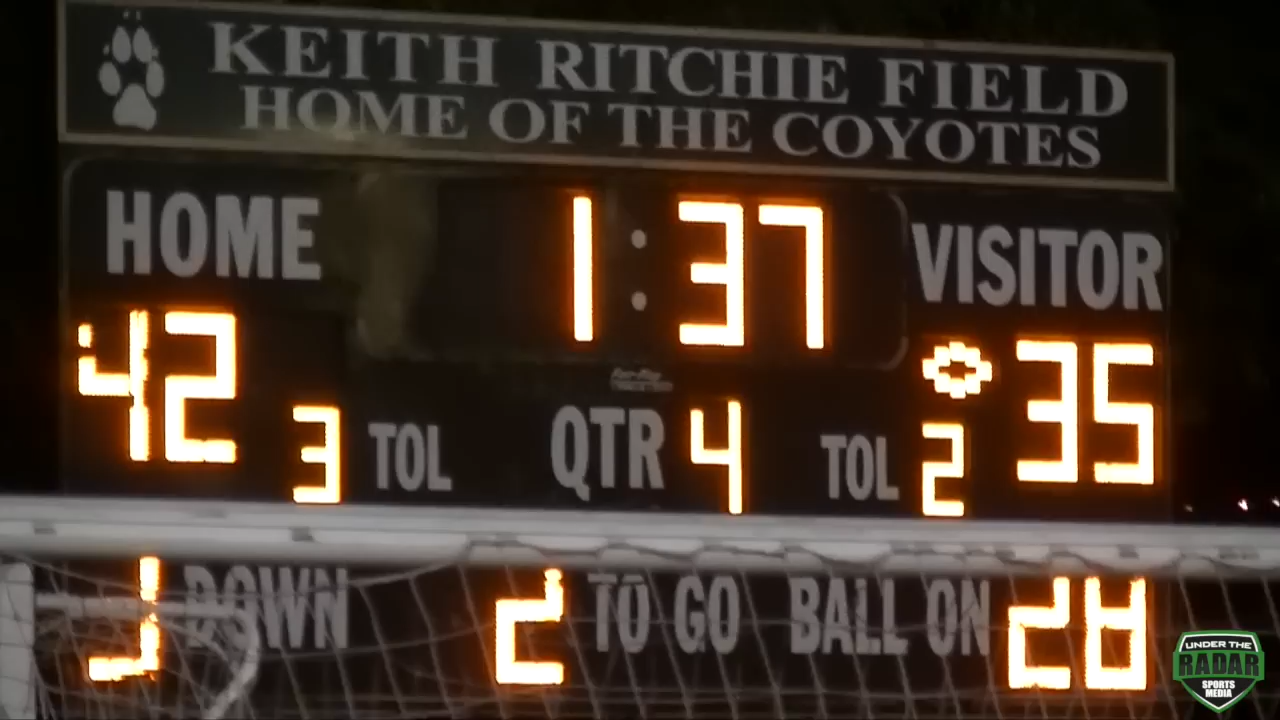 KEITH RITCHIE FIELD
HOME OF THE COYOTES
HOME 1:37 VISITOR
42 35
3 TOL QTR 4 TOL 2
DOWN 2 TO GO BALL ON 28
UNDER THE
RADAR
SPORTS
MEDIA